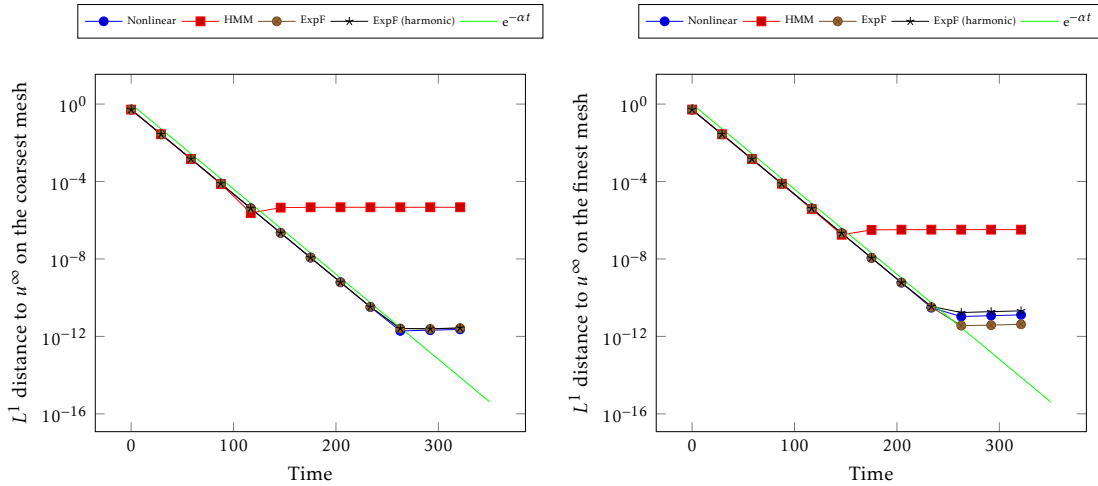 Nonlinear HMM ExpF ExpF (harmonic) e^{−αt}
L^1 distance to u^∞ on the coarsest mesh
10^0
10^{−4}
10^{−8}
10^{−12}
10^{−16}
0 100 200 300
Time
Nonlinear HMM ExpF ExpF (harmonic) e^{−αt}
L^1 distance to u^∞ on the finest mesh
10^0
10^{−4}
10^{−8}
10^{−12}
10^{−16}
0 100 200 300
Time